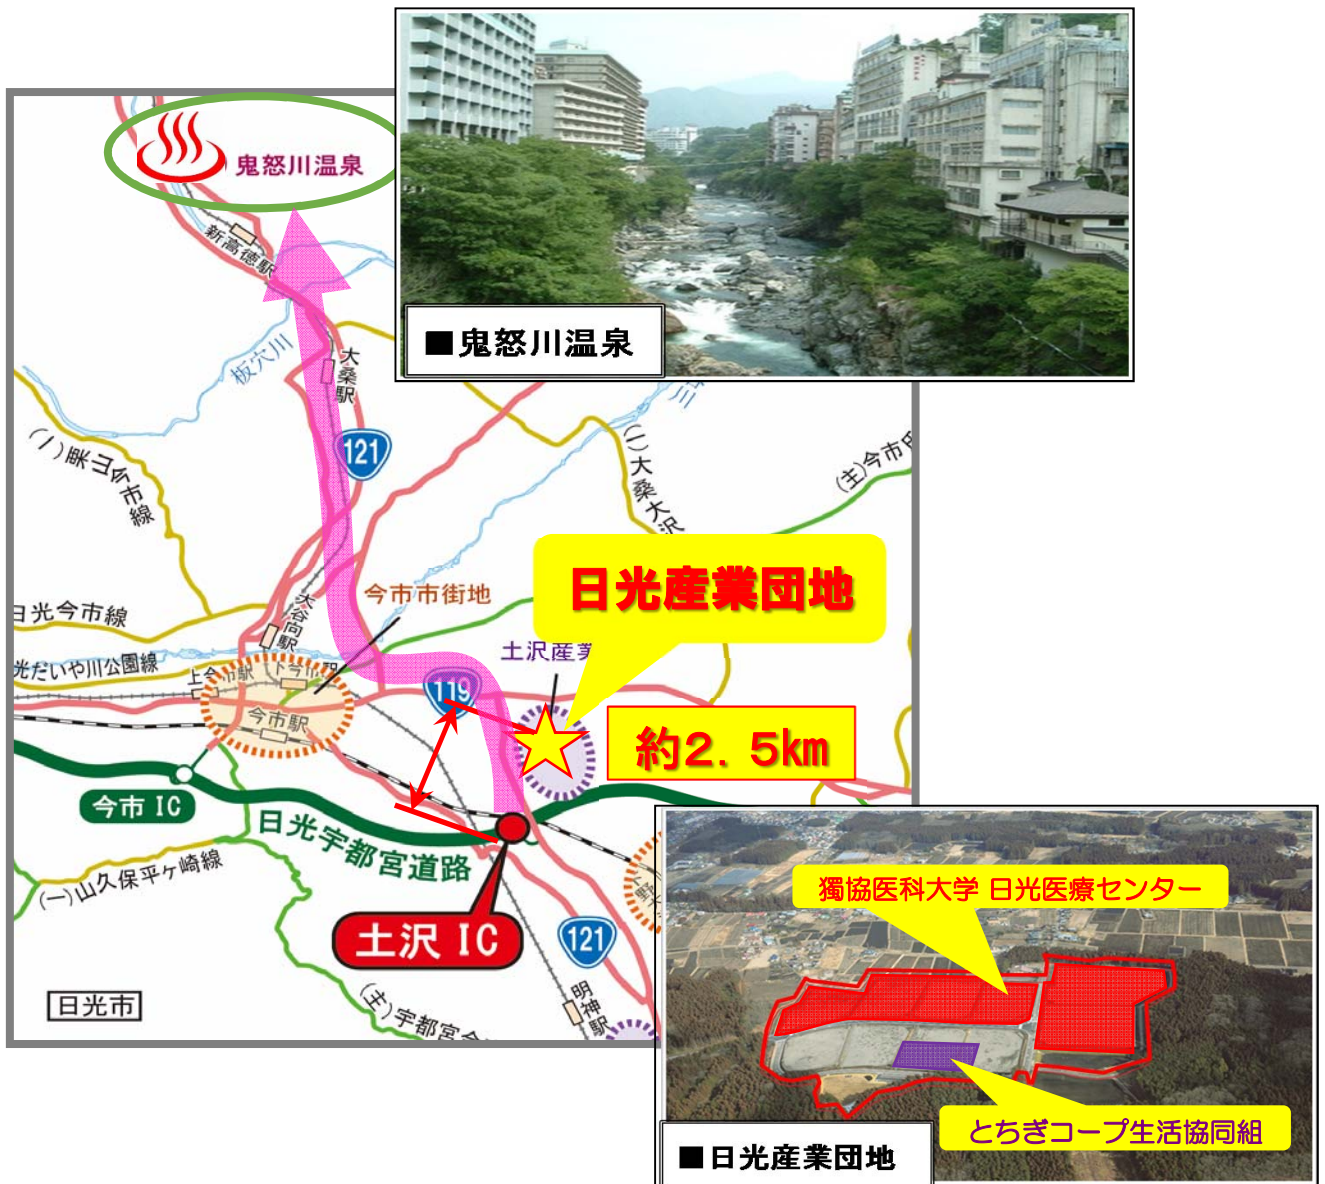 鬼怒川温泉
■鬼怒川温泉
新高徳駅
板穴川
大桑駅
121
(一)栗山今市線
(一)大桑大沢
(主)今市
日光産業団地
今市市街地
大谷向駅
日光今市線
光だいや川公園線
上今市駅
下今市駅
土沢産業
119
今市駅
約2.5km
今市 IC
日光宇都宮道路
(一)山久保平ヶ崎線
土沢 IC
121
獨協医科大学 日光医療センター
日光市
(主)宇都宮今
明神駅
とちぎコープ生活協同組
■日光産業団地